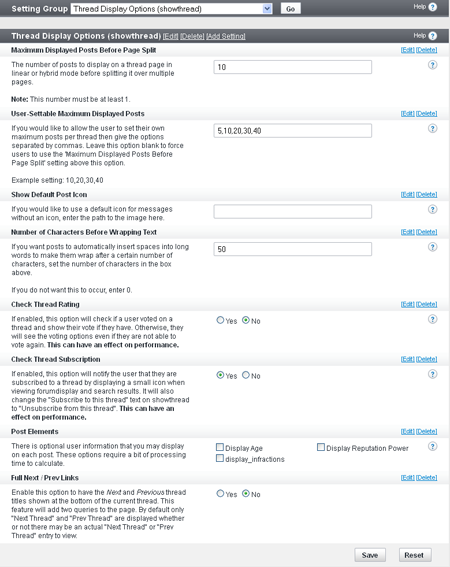 Setting Group Thread Display Options (showthread) Go Help
Thread Display Options (showthread) [Edit] [Delete] [Add Setting] Help
Maximum Displayed Posts Before Page Split [Edit] [Delete]
The number of posts to display on a thread page in
linear or hybrid mode before splitting it over multiple
pages.
10
Note: This number must be at least 1.
User-Settable Maximum Displayed Posts [Edit] [Delete]
If you would like to allow the user to set their own
maximum posts per thread then give the options
separated by commas. Leave this option blank to force
users to use the 'Maximum Displayed Posts Before
Page Split' setting above this option.
5,10,20,30,40
Example setting: 10,20,30,40
Show Default Post Icon [Edit] [Delete]
If you would like to use a default icon for messages
without an icon, enter the path to the image here.
Number of Characters Before Wrapping Text [Edit] [Delete]
If you want posts to automatically insert spaces into long
words to make them wrap after a certain number of
characters, set the number of characters in the box
above.
50
If you do not want this to occur, enter 0.
Check Thread Rating [Edit] [Delete]
If enabled, this option will check if a user voted on
a thread and show their vote if they have. Otherwise, they
will see the voting options even if they are not able to
vote again. This can have an effect on performance.
Yes No
Check Thread Subscription [Edit] [Delete]
If enabled, this option will notify the user that they are
subscribed to a thread by displaying a small icon when
viewing forumdisplay and search results. It will also
change the "Subscribe to this thread" text on showthread
to "Unsubscribe from this thread". This can have an
effect on performance.
Yes No
Post Elements [Edit] [Delete]
There is optional user information that you may display
on each post. These options require a bit of processing
time to calculate.
Display Age Display Reputation Power
display_infractions
Full Next / Prev Links [Edit] [Delete]
Enable this option to have the Next and Previous thread
titles shown at the bottom of the current thread. This
feature will add two queries to the page. By default only
"Next Thread" and "Prev Thread" are displayed whether
or not there may be an actual "Next Thread" or "Prev
Thread" entry to view.
Yes No
Save Reset